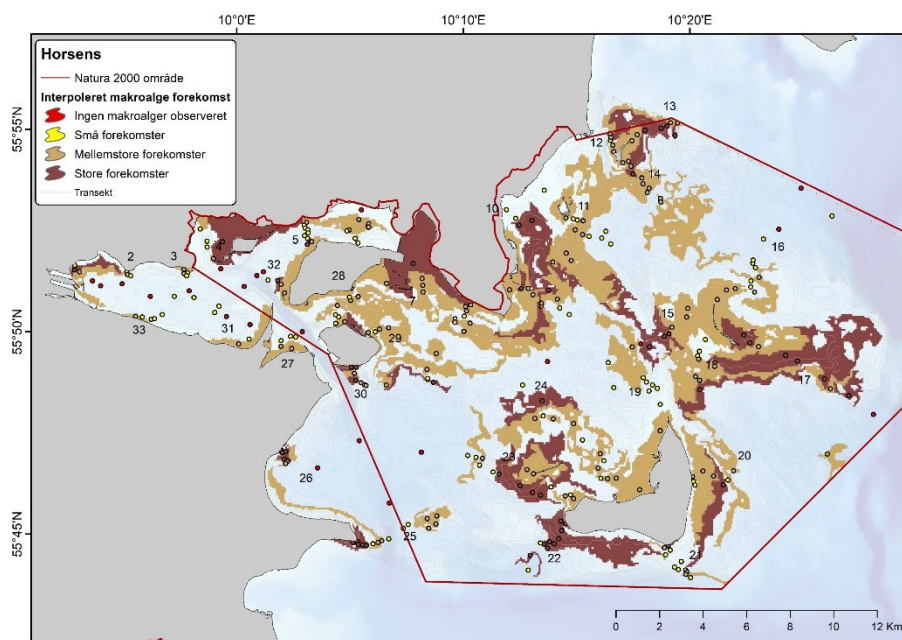 10°0'E 10°10'E 10°20'E
Horsens
Natura 2000 område
Interpoleret makroalge forekomst
Ingen makroalger observeret
Små forekomster
Mellemstore forekomster
Store forekomster
Transekt
55°55'N
55°50'N
55°45'N
13
12
14
10
11
6
5
4
16
2
3
32
28
1
7
15
33
31
8
9
29
27
18
30
24
19
17
23
20
26
25
22
21
0 2 4 6 8 10 12
Km